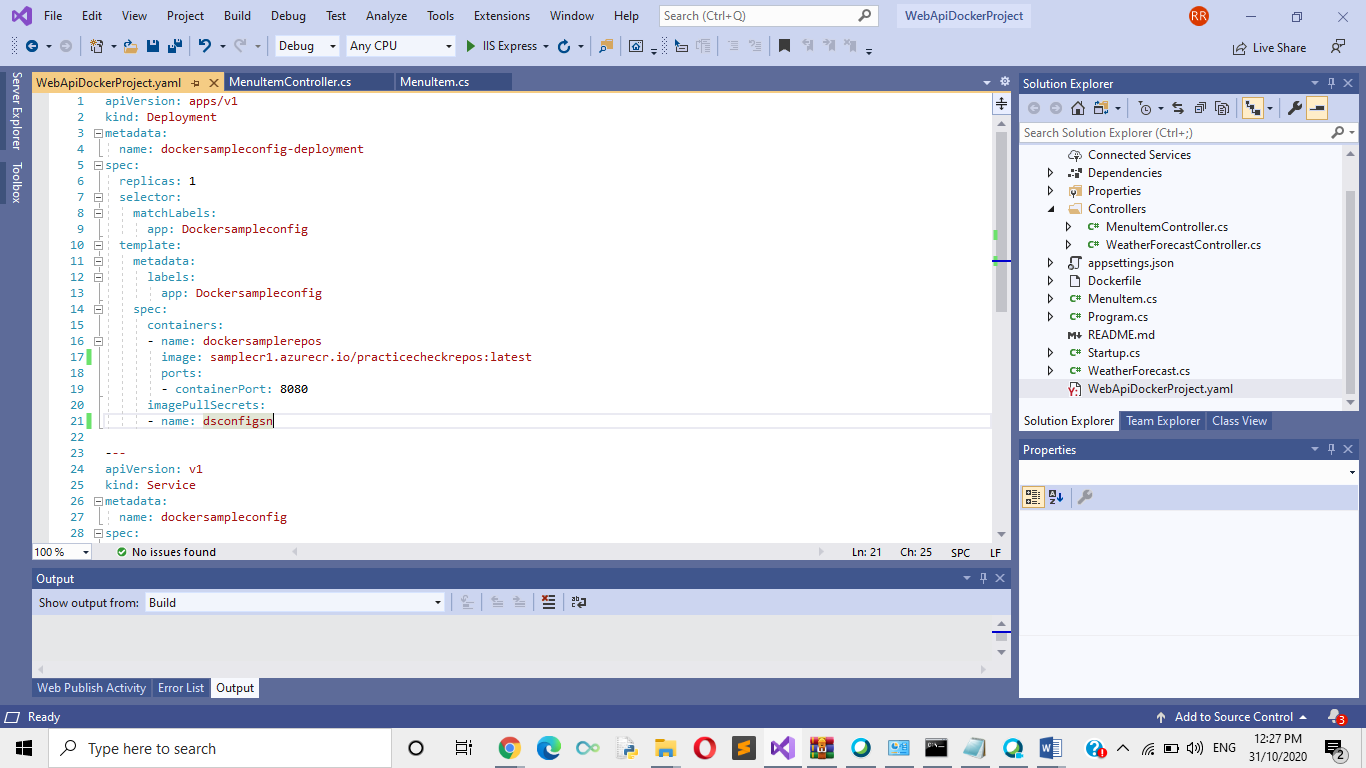 File Edit View Project Build Debug Test Analyze Tools Extensions Window Help Search (Ctrl+Q) WebApiDockerProject RR
Debug Any CPU IIS Express Live Share
Server Explorer
Toolbox
WebApiDockerProject.yaml MenuItemController.cs MenuItem.cs
1 apiVersion: apps/v1
2 kind: Deployment
3 metadata:
4 name: dockersampleconfig-deployment
5 spec:
6 replicas: 1
7 selector:
8 matchLabels:
9 app: Dockersampleconfig
10 template:
11 metadata:
12 labels:
13 app: Dockersampleconfig
14 spec:
15 containers:
16 - name: dockersamplerepos
17 image: samplecr1.azurecr.io/practicecheckrepos:latest
18 ports:
19 - containerPort: 8080
20 imagePullSecrets:
21 - name: dsconfigsn
22
23 ---
24 apiVersion: v1
25 kind: Service
26 metadata:
27 name: dockersampleconfig
28 spec:
100 % No issues found Ln: 21 Ch: 25 SPC LF
Output
Show output from: Build
Web Publish Activity Error List Output
Solution Explorer
Search Solution Explorer (Ctrl+;)
Connected Services
Dependencies
Properties
Controllers
C# MenuItemController.cs
C# WeatherForecastController.cs
appsettings.json
Dockerfile
C# MenuItem.cs
C# Program.cs
README.md
C# Startup.cs
C# WeatherForecast.cs
WebApiDockerProject.yaml
Solution Explorer Team Explorer Class View
Properties
Ready Add to Source Control 3
Type here to search ENG 12:27 PM
31/10/2020 2